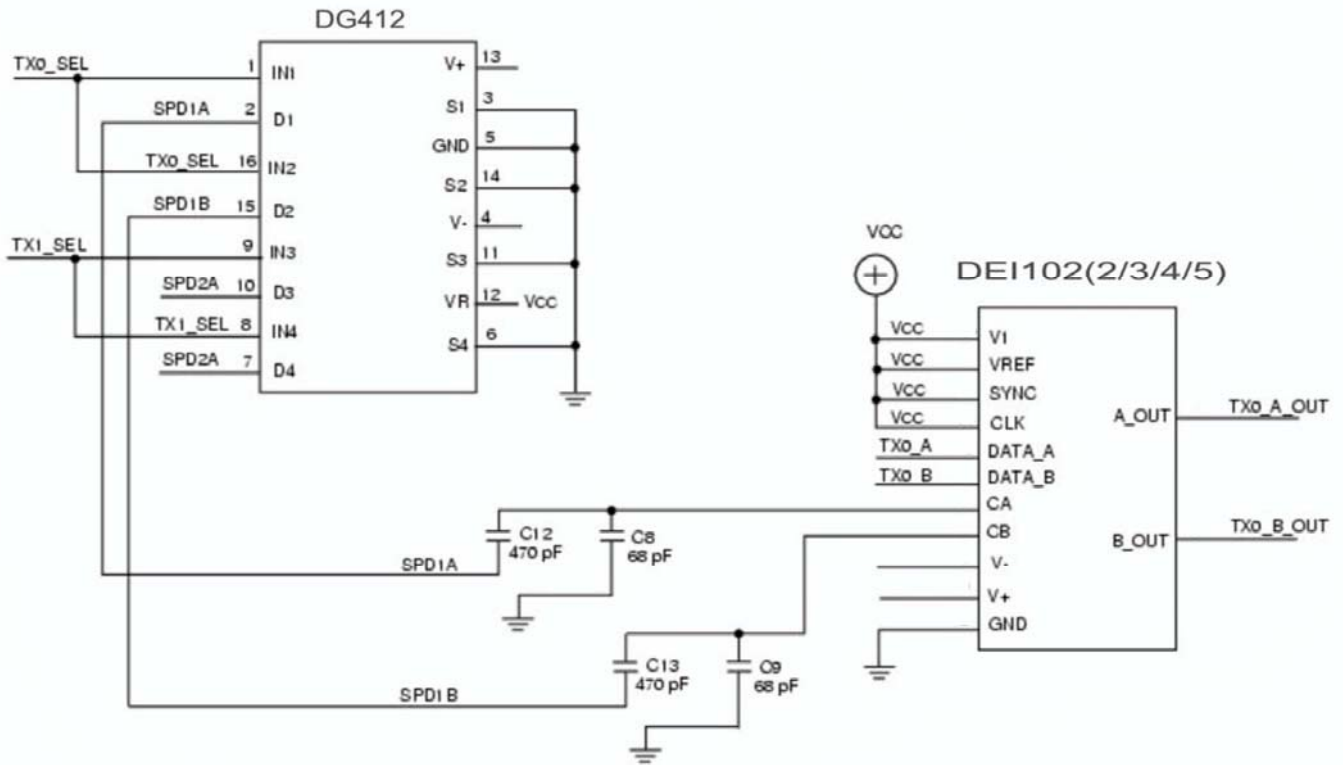 DG412
TX0_SEL
1 IN1
SPD1A 2 D1
TX0_SEL 16 IN2
SPD1B 15 D2
TX1_SEL 9 IN3
SPD2A 10 D3
TX1_SEL 8 IN4
SPD2A 7 D4
V+ 13
S1 3
GND 5
S2 14
V- 4
S3 11
VR 12 VCC
S4 6
VCC
DEI102(2/3/4/5)
VCC V1
VCC VREF
VCC SYNC
VCC CLK
TX0_A DATA_A
TX0_B DATA_B
CA
CB
V-
V+
GND
A_OUT TX0_A_OUT
B_OUT TX0_B_OUT
C12
470 pF
C8
68 pF
SPD1A
C13
470 pF
C9
68 pF
SPD1B